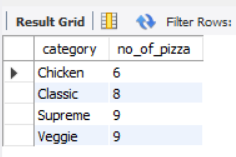 Result Grid Filter Rows:
category no_of_pizza
Chicken 6
Classic 8
Supreme 9
Veggie 9